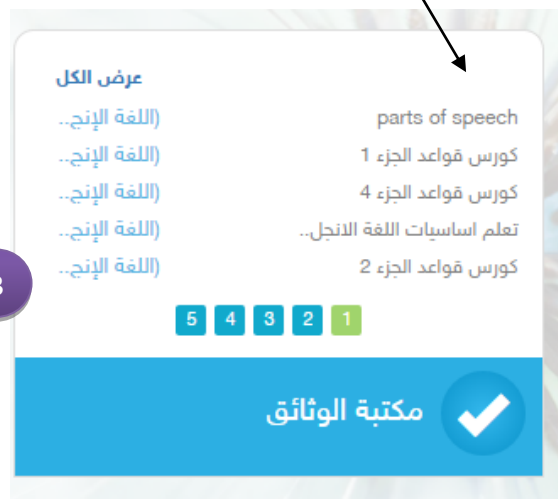 عرض الكل
parts of speech (اللغة الإنج..
كورس قواعد الجزء 1 (اللغة الإنج..
كورس قواعد الجزء 4 (اللغة الإنج..
تعلم اساسيات اللغة الانجل.. (اللغة الإنج..
كورس قواعد الجزء 2 (اللغة الإنج..
1 2 3 4 5
مكتبة الوثائق